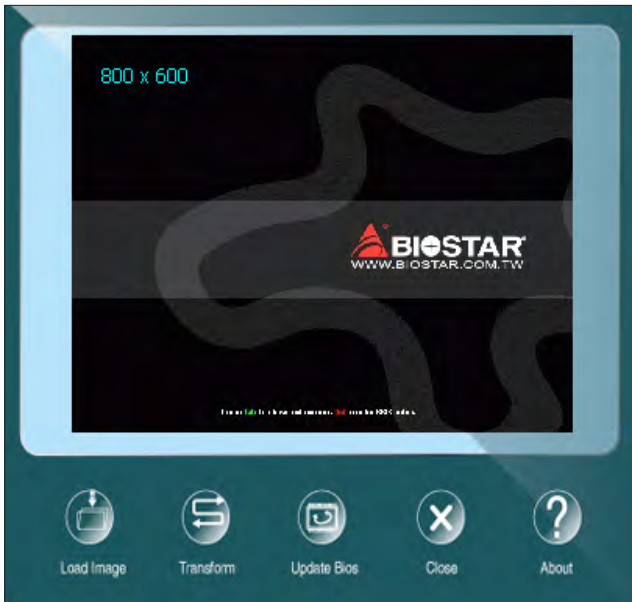 800 x 600
BIOSTAR
WWW.BIOSTAR.COM.TW
Load Image
Transform
Update Bios
Close
About